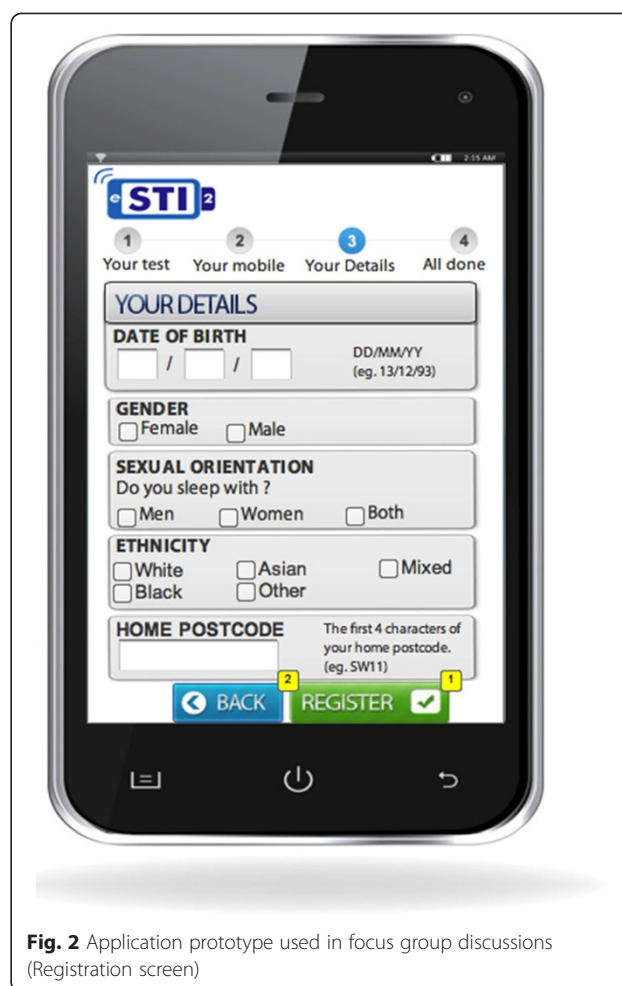 2:15 AM
e STI 2
1 2 3 4
Your test Your mobile Your Details All done
YOUR DETAILS
DATE OF BIRTH
/ / DD/MM/YY
(eg. 13/12/93)
GENDER
Female Male
SEXUAL ORIENTATION
Do you sleep with ?
Men Women Both
ETHNICITY
White Asian Mixed
Black Other
HOME POSTCODE The first 4 characters of
your home postcode.
(eg. SW11)
2 1
BACK REGISTER
Fig. 2 Application prototype used in focus group discussions
(Registration screen)